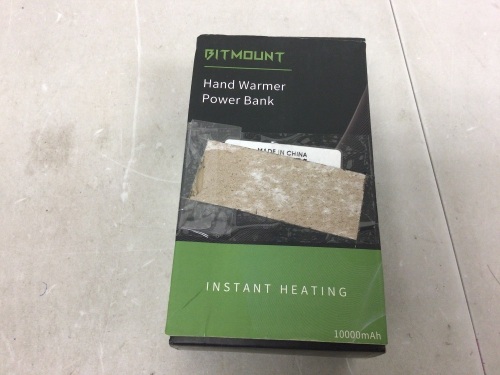 BITMOUNT
Hand Warmer
Power Bank
MADE IN CHINA
INSTANT HEATING
10000mAh